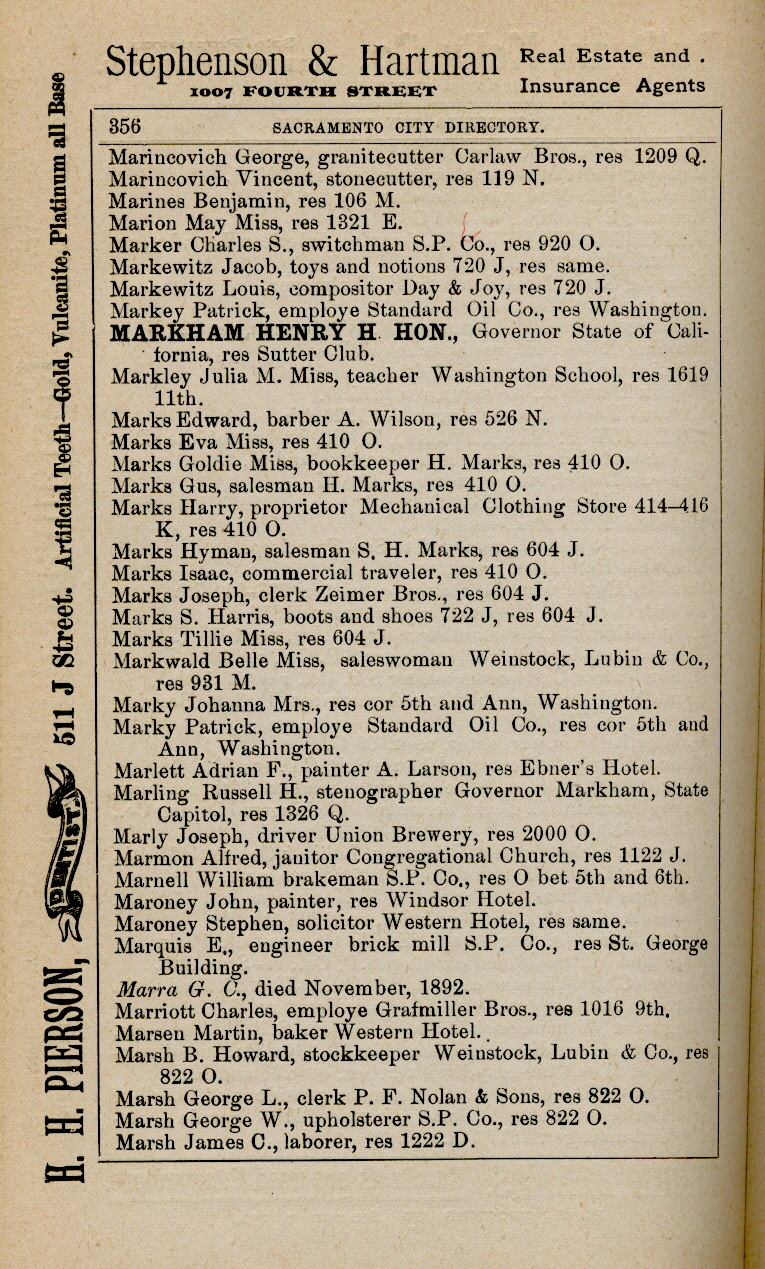 Stephenson & Hartman
1007 FOURTH STREET
Real Estate and .
Insurance Agents
356 SACRAMENTO CITY DIRECTORY.
Marincovich George, granitecutter Carlaw Bros., res 1209 Q.
Marincovich Vincent, stonecutter, res 119 N.
Marines Benjamin, res 106 M.
Marion May Miss, res 1321 E.
Marker Charles S., switchman S.P. Co., res 920 O.
Markewitz Jacob, toys and notions 720 J, res same.
Markewitz Louis, compositor Day & Joy, res 720 J.
Markey Patrick, employe Standard Oil Co., res Washington.
MARKHAM HENRY H. HON., Governor State of Cali-
fornia, res Sutter Club.
Markley Julia M. Miss, teacher Washington School, res 1619
11th.
Marks Edward, barber A. Wilson, res 526 N.
Marks Eva Miss, res 410 O.
Marks Goldie Miss, bookkeeper H. Marks, res 410 O.
Marks Gus, salesman H. Marks, res 410 O.
Marks Harry, proprietor Mechanical Clothing Store 414–416
K, res 410 O.
Marks Hyman, salesman S. H. Marks, res 604 J.
Marks Isaac, commercial traveler, res 410 O.
Marks Joseph, clerk Zeimer Bros., res 604 J.
Marks S. Harris, boots and shoes 722 J, res 604 J.
Marks Tillie Miss, res 604 J.
Markwald Belle Miss, saleswoman Weinstock, Lubin & Co.,
res 931 M.
Marky Johanna Mrs., res cor 5th and Ann, Washington.
Marky Patrick, employe Standard Oil Co., res cor 5th and
Ann, Washington.
Marlett Adrian F., painter A. Larson, res Ebner's Hotel.
Marling Russell H., stenographer Governor Markham, State
Capitol, res 1326 Q.
Marly Joseph, driver Union Brewery, res 2000 O.
Marmon Alfred, janitor Congregational Church, res 1122 J.
Marnell William brakeman S.P. Co., res O bet 5th and 6th.
Maroney John, painter, res Windsor Hotel.
Maroney Stephen, solicitor Western Hotel, res same.
Marquis E., engineer brick mill S.P. Co., res St. George
Building.
Marra G. C., died November, 1892.
Marriott Charles, employe Grafmiller Bros., res 1016 9th.
Marsen Martin, baker Western Hotel.
Marsh B. Howard, stockkeeper Weinstock, Lubin & Co., res
822 O.
Marsh George L., clerk P. F. Nolan & Sons, res 822 O.
Marsh George W., upholsterer S.P. Co., res 822 O.
Marsh James C., laborer, res 1222 D.
H. H. PIERSON, DENTIST. 511 J Street. Artificial Teeth—Gold, Vulcanite, Platinum all Base